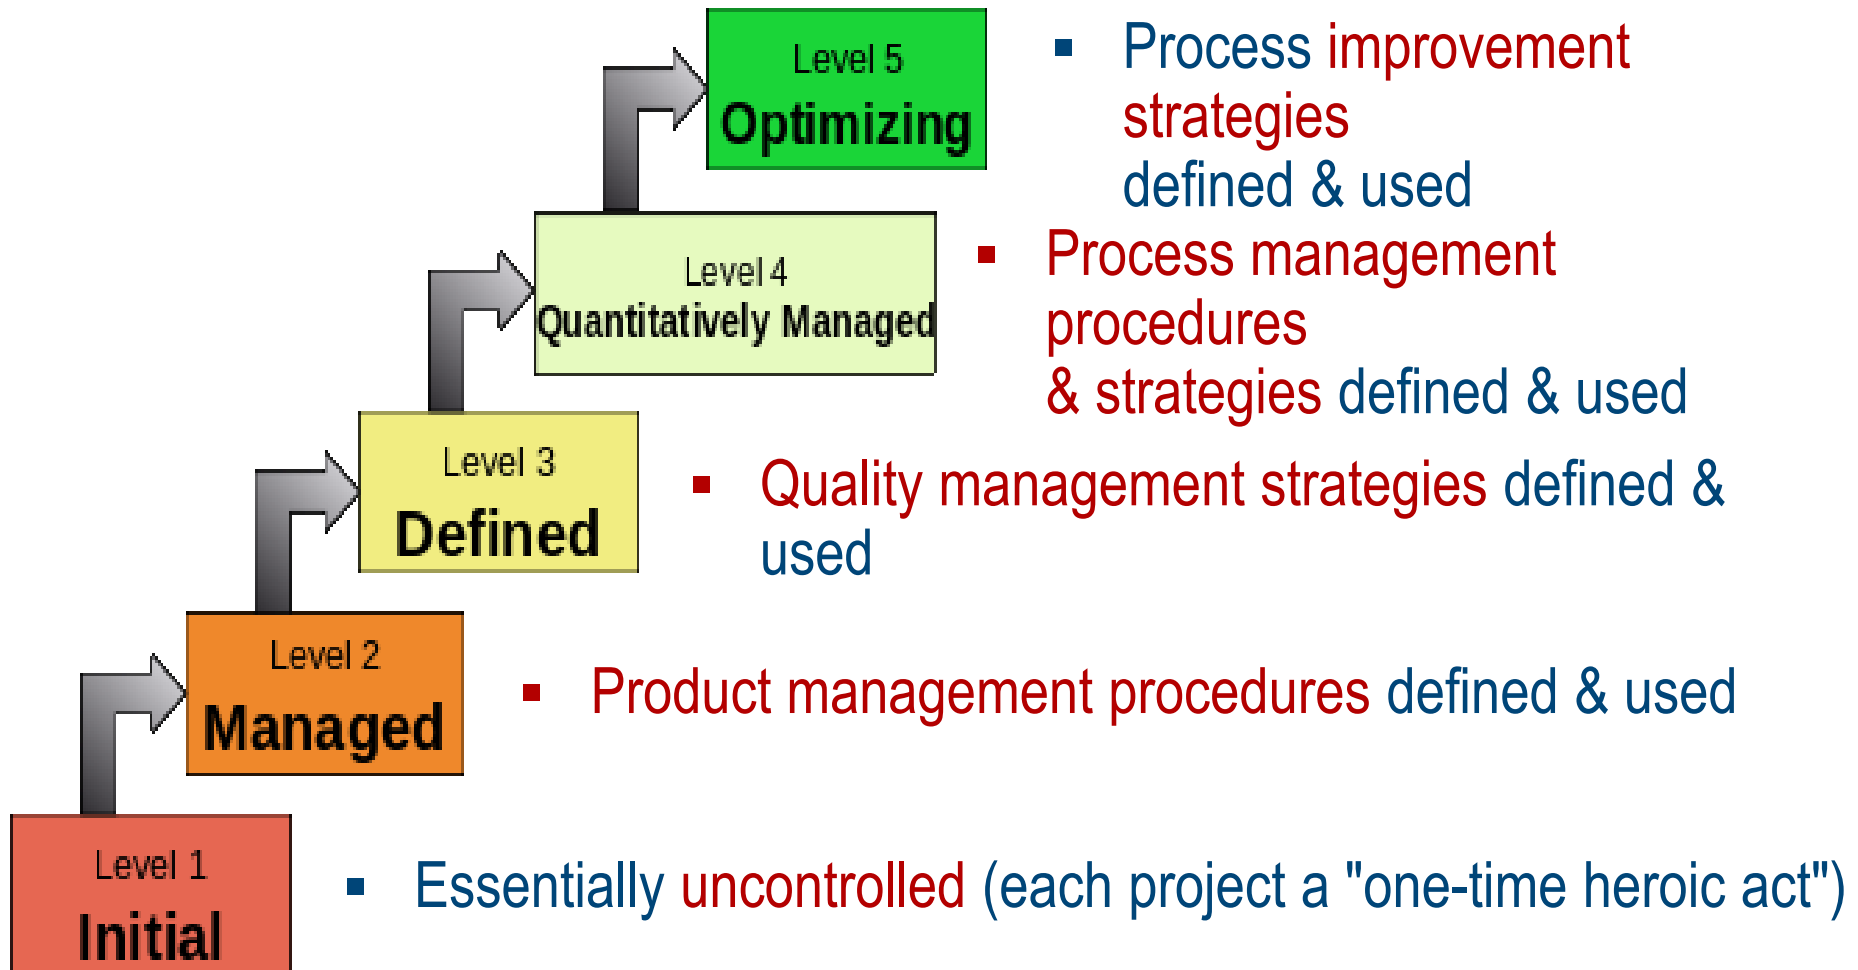 Level 5
Optimizing
▪ Process improvement
strategies
defined & used
Level 4
Quantitatively Managed
▪ Process management
procedures
& strategies defined & used
Level 3
Defined
▪ Quality management strategies defined &
used
Level 2
Managed
▪ Product management procedures defined & used
Level 1
Initial
▪ Essentially uncontrolled (each project a "one-time heroic act")